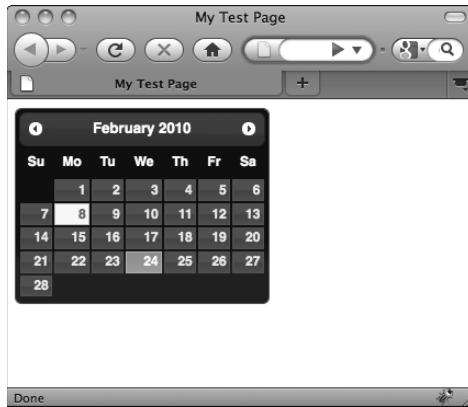 My Test Page
My Test Page
February 2010
Su Mo Tu We Th Fr Sa
1 2 3 4 5 6
7 8 9 10 11 12 13
14 15 16 17 18 19 20
21 22 23 24 25 26 27
28
Done